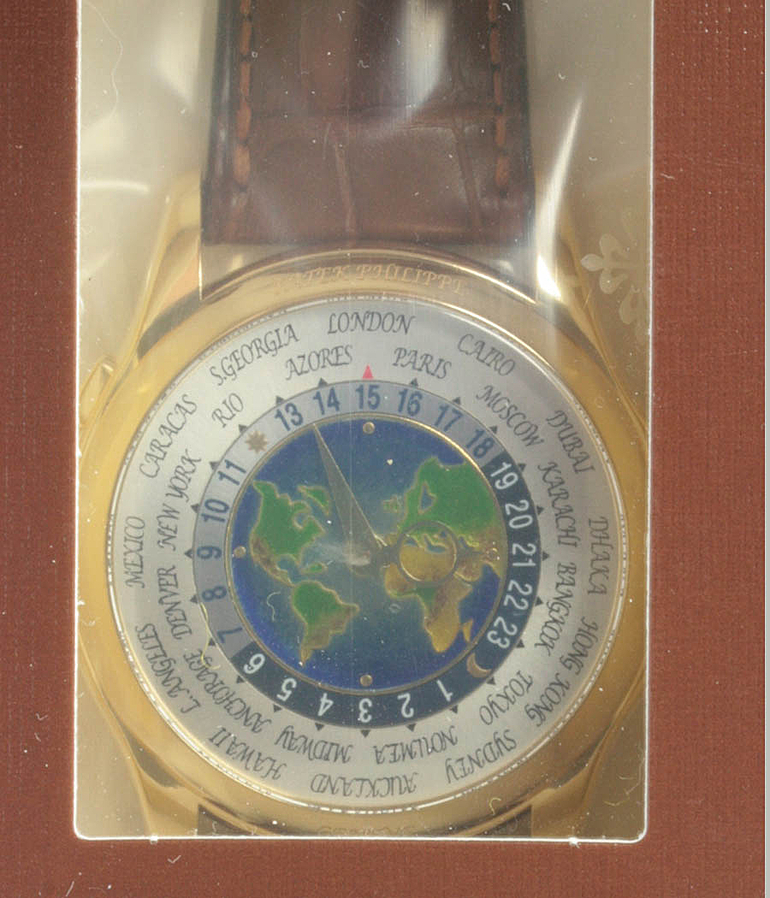 PATEK PHILIPPE
LONDON
PARIS
CAIRO
MOSCOW
DUBAI
KARACHI
DHAKA
BANGKOK
HONG KONG
TOKYO
SYDNEY
NOUMEA
AUCKLAND
MIDWAY
HAWAII
ANCHORAGE
L.ANGELES
DENVER
MEXICO
NEW YORK
CARACAS
RIO
S.GEORGIA
AZORES
13 14 15 16 17 18 19 20 21 22 23
1 2 3 4 5 6 7 8 9 10 11